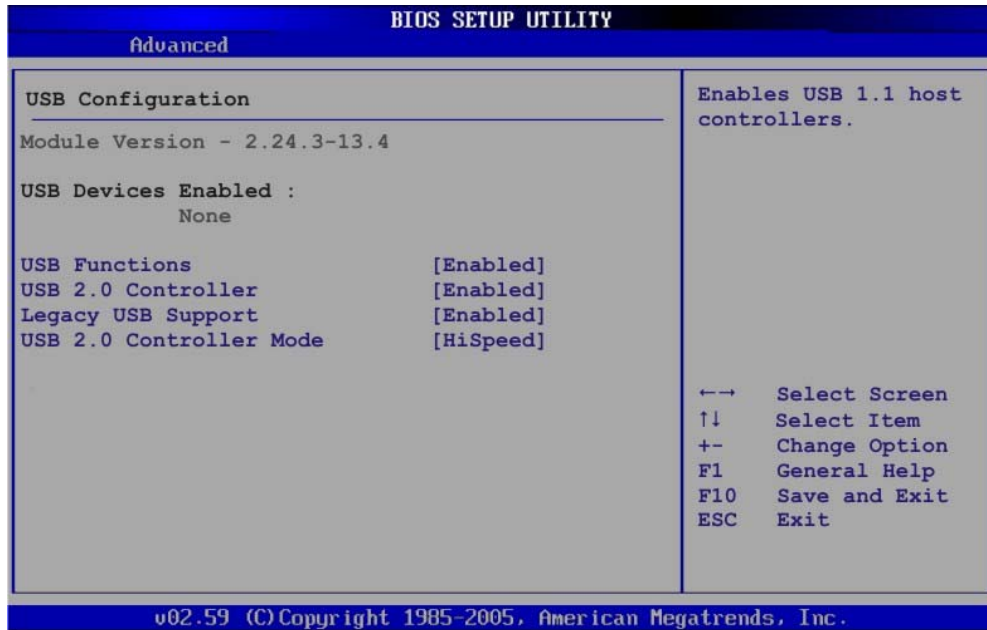 BIOS SETUP UTILITY
Advanced
USB Configuration
Module Version - 2.24.3-13.4
USB Devices Enabled :
None
USB Functions [Enabled]
USB 2.0 Controller [Enabled]
Legacy USB Support [Enabled]
USB 2.0 Controller Mode [HiSpeed]
Enables USB 1.1 host
controllers.
←→ Select Screen
↑↓ Select Item
+- Change Option
F1 General Help
F10 Save and Exit
ESC Exit
v02.59 (C)Copyright 1985-2005, American Megatrends, Inc.